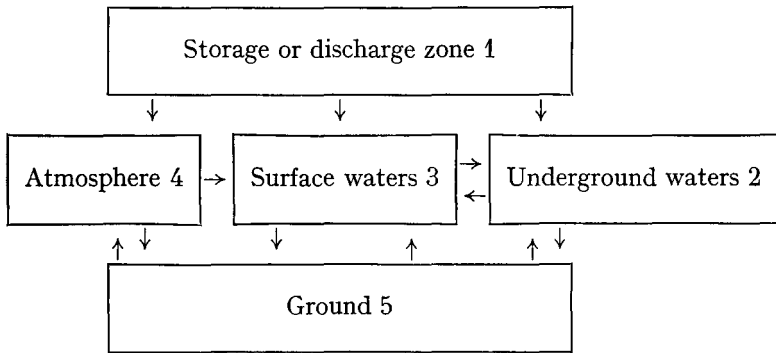 Storage or discharge zone 1
Atmosphere 4
Surface waters 3
Underground waters 2
Ground 5